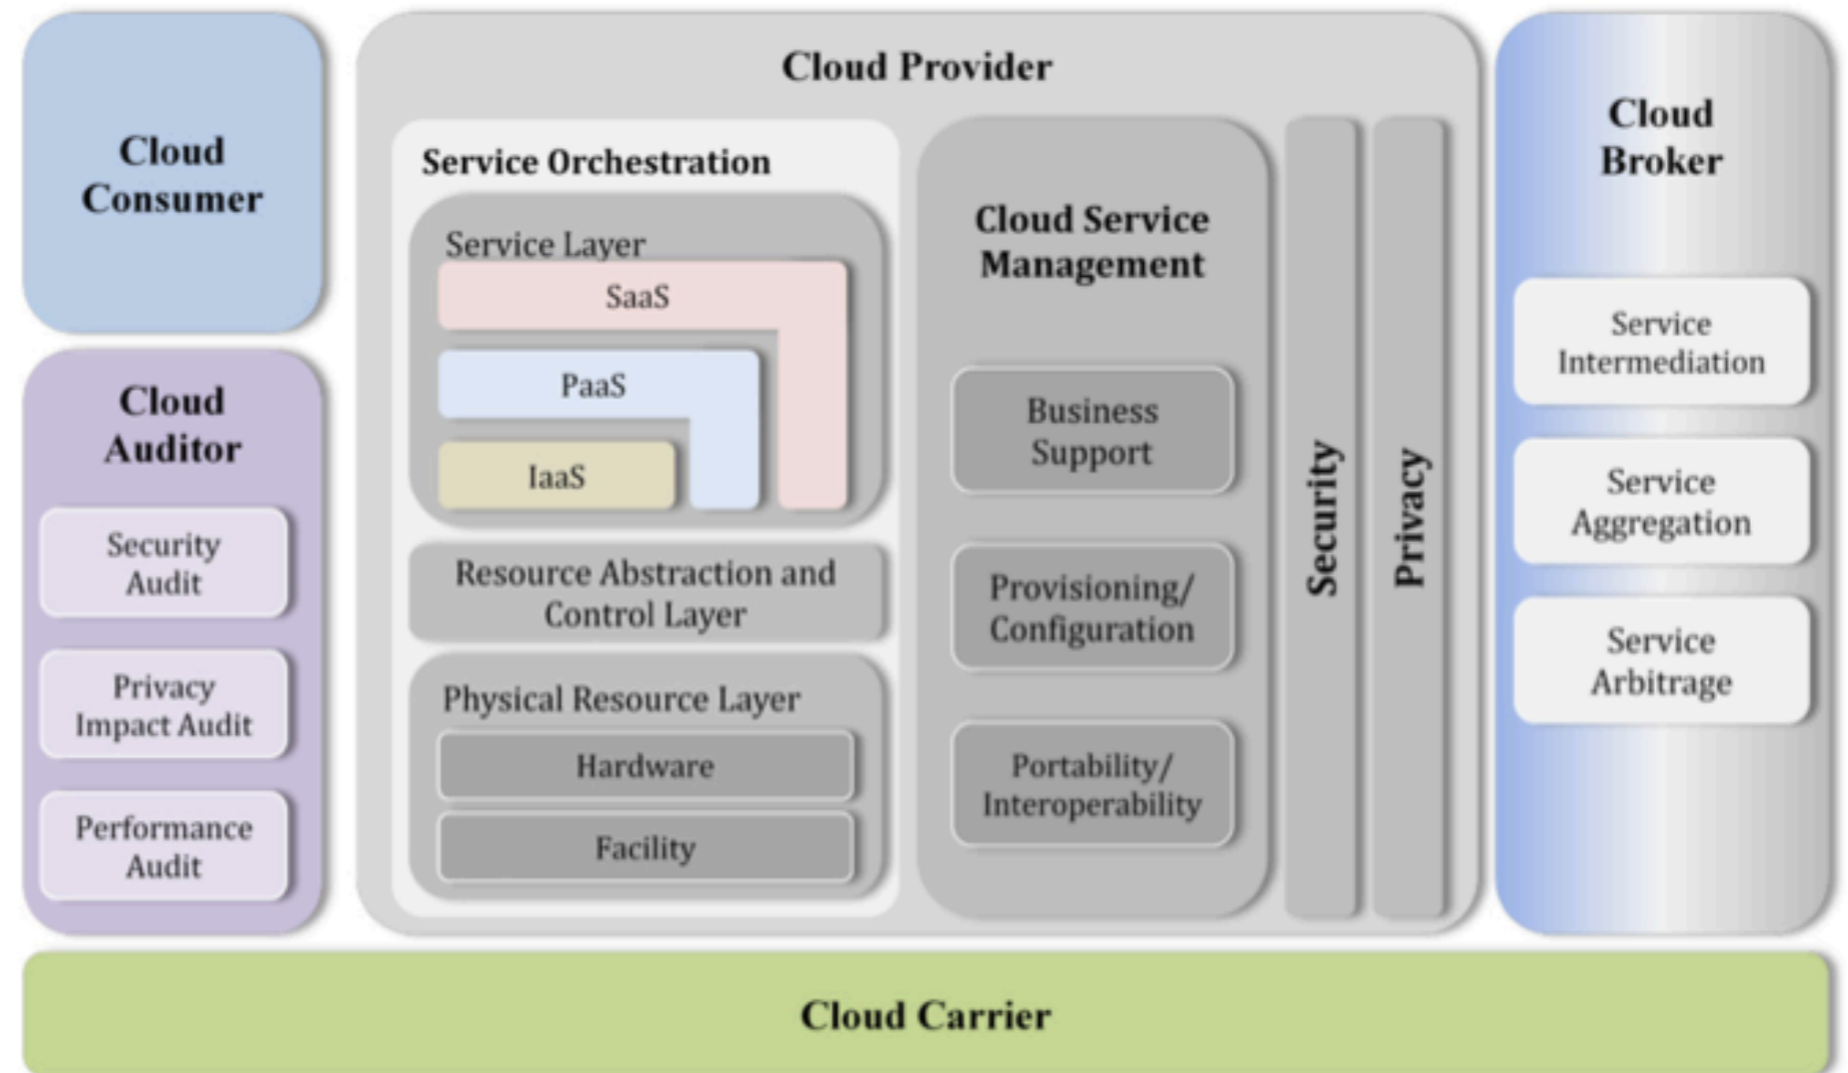 Cloud
Consumer
Cloud
Auditor
Security
Audit
Privacy
Impact Audit
Performance
Audit
Cloud Provider
Service Orchestration
Service Layer
SaaS
PaaS
IaaS
Resource Abstraction and
Control Layer
Physical Resource Layer
Hardware
Facility
Cloud Service
Management
Business
Support
Provisioning/
Configuration
Portability/
Interoperability
Security
Privacy
Cloud
Broker
Service
Intermediation
Service
Aggregation
Service
Arbitrage
Cloud Carrier